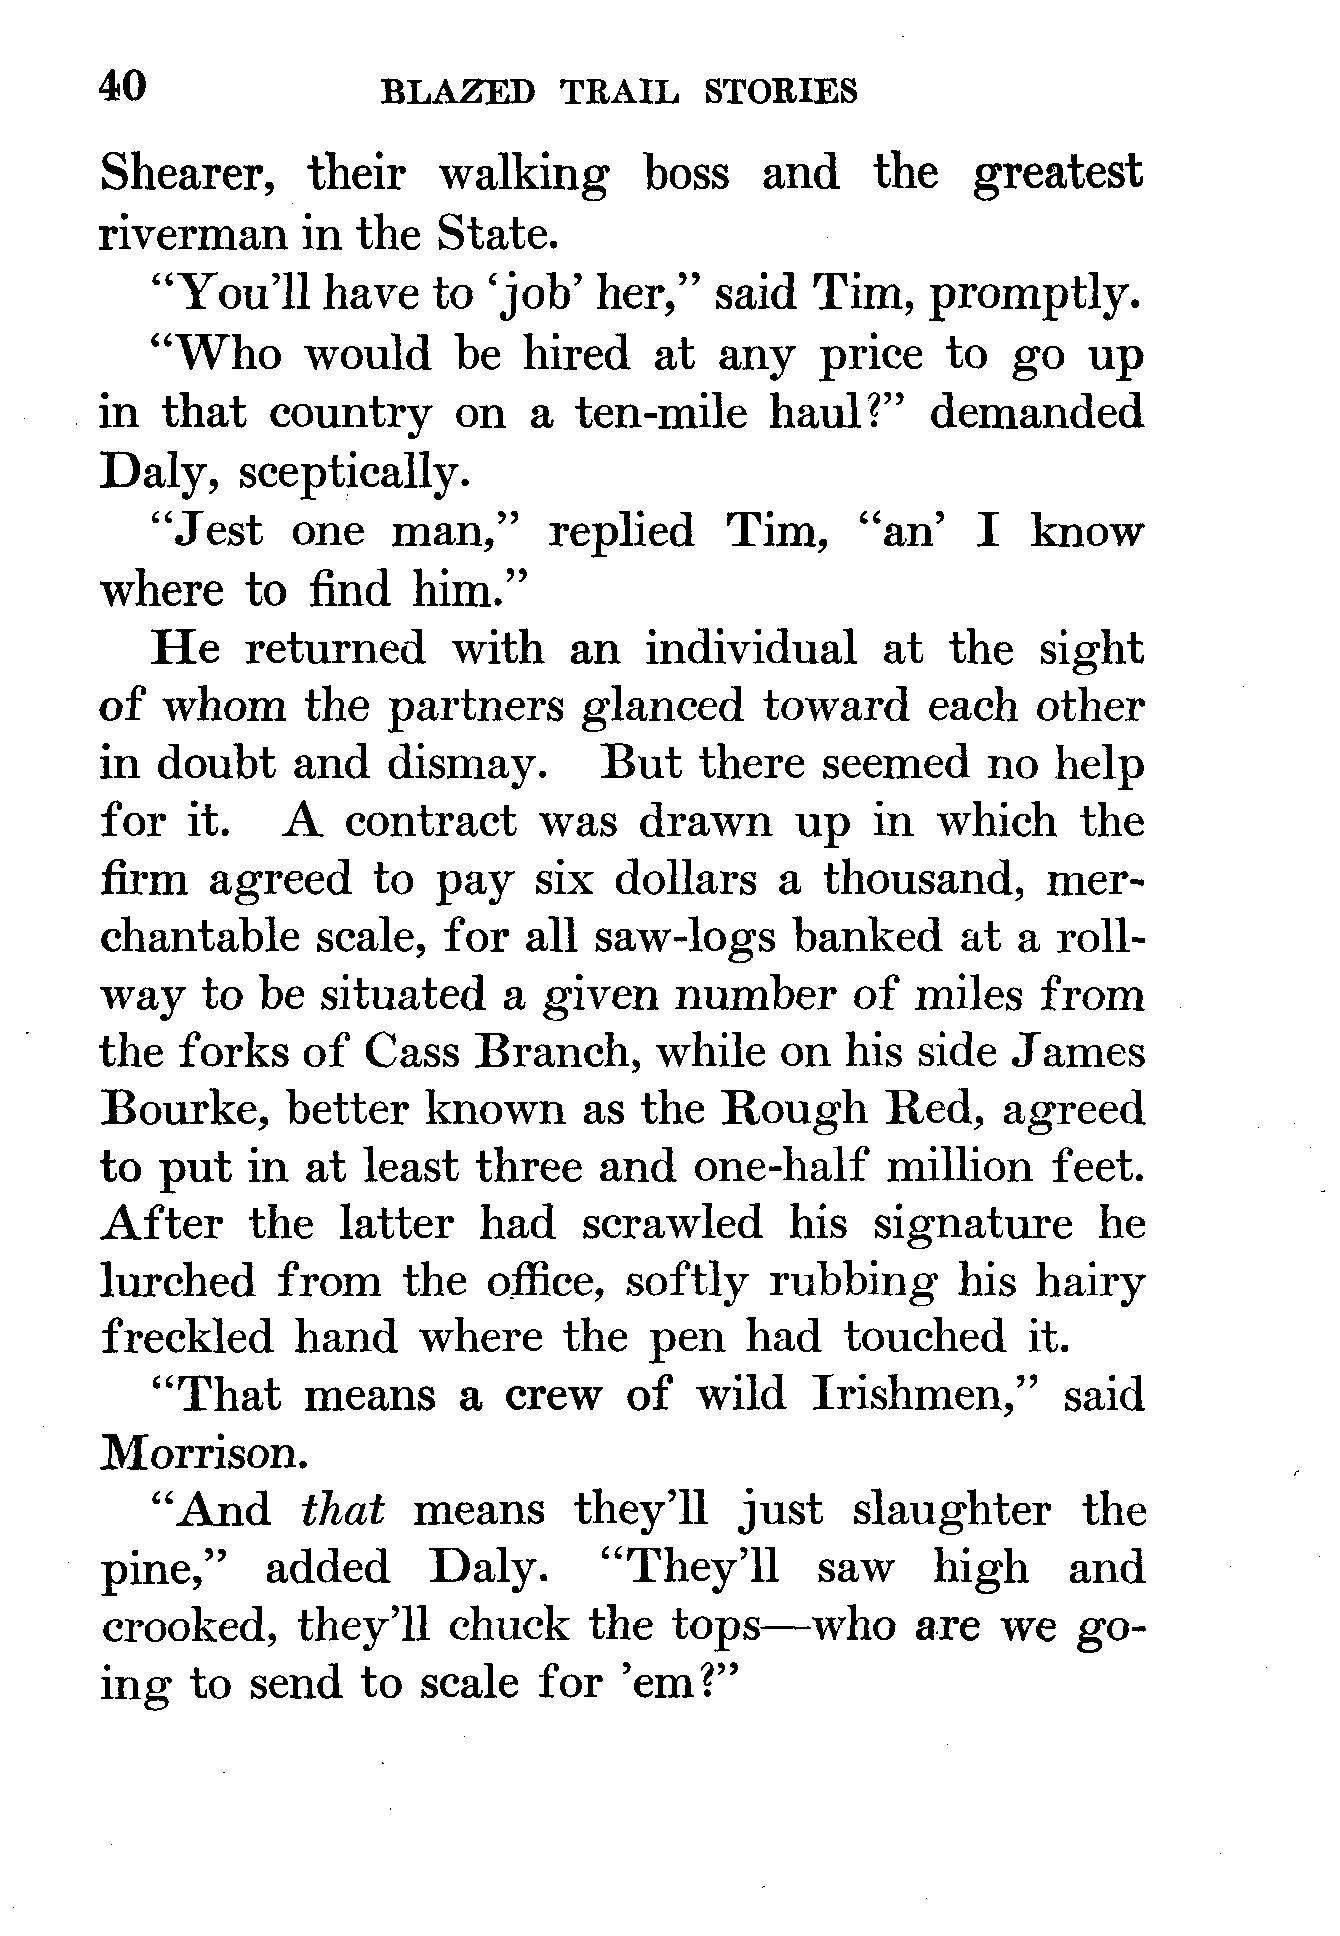 40 BLAZED TRAIL STORIES
Shearer, their walking boss and the greatest
riverman in the State.
“You’ll have to ‘job’ her,” said Tim, promptly.
“Who would be hired at any price to go up
in that country on a ten-mile haul?” demanded
Daly, sceptically.
“Jest one man,” replied Tim, “an’ I know
where to find him.”
He returned with an individual at the sight
of whom the partners glanced toward each other
in doubt and dismay. But there seemed no help
for it. A contract was drawn up in which the
firm agreed to pay six dollars a thousand, mer-
chantable scale, for all saw-logs banked at a roll-
way to be situated a given number of miles from
the forks of Cass Branch, while on his side James
Bourke, better known as the Rough Red, agreed
to put in at least three and one-half million feet.
After the latter had scrawled his signature he
lurched from the office, softly rubbing his hairy
freckled hand where the pen had touched it.
“That means a crew of wild Irishmen,” said
Morrison.
“And that means they’ll just slaughter the
pine,” added Daly. “They’ll saw high and
crooked, they’ll chuck the tops—who are we go-
ing to send to scale for ’em?”